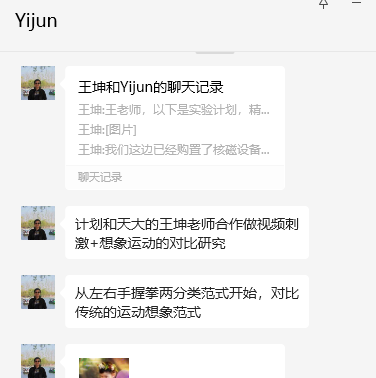 Yijun
王坤和Yijun的聊天记录
王坤:王老师，以下是实验计划，精...
王坤:[图片]
王坤:我们这边已经购置了核磁设备...
聊天记录
计划和天大的王坤老师合作做视频刺
激+想象运动的对比研究
从左右手握拳两分类范式开始，对比
传统的运动想象范式